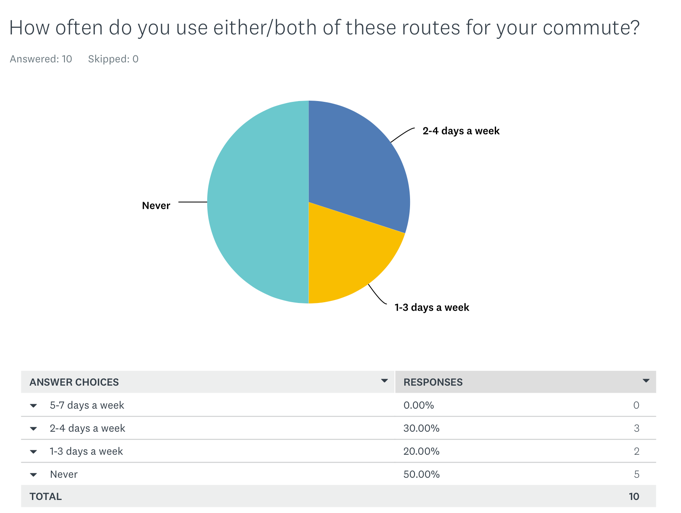 How often do you use either/both of these routes for your commute?
Answered: 10 Skipped: 0
2-4 days a week
Never
1-3 days a week
ANSWER CHOICES RESPONSES
5-7 days a week 0.00% 0
2-4 days a week 30.00% 3
1-3 days a week 20.00% 2
Never 50.00% 5
TOTAL 10